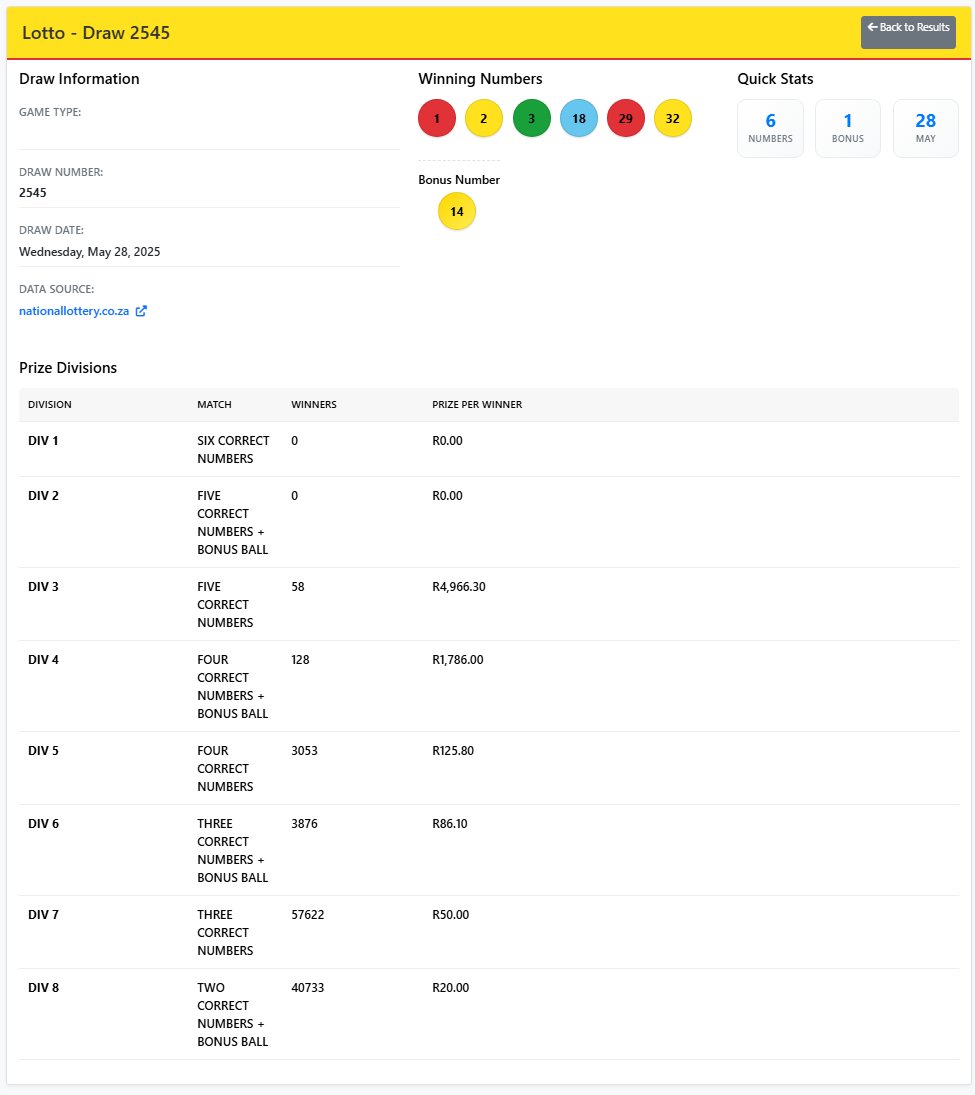 Lotto - Draw 2545
Back to Results
Draw Information
GAME TYPE:
DRAW NUMBER:
2545
DRAW DATE:
Wednesday, May 28, 2025
DATA SOURCE:
nationallottery.co.za
Winning Numbers
1 2 3 18 29 32
Bonus Number
14
Quick Stats
6 1 28
NUMBERS BONUS MAY
Prize Divisions
DIVISION MATCH WINNERS PRIZE PER WINNER
DIV 1 SIX CORRECT 0 R0.00
NUMBERS
DIV 2 FIVE 0 R0.00
CORRECT
NUMBERS +
BONUS BALL
DIV 3 FIVE 58 R4,966.30
CORRECT
NUMBERS
DIV 4 FOUR 128 R1,786.00
CORRECT
NUMBERS +
BONUS BALL
DIV 5 FOUR 3053 R125.80
CORRECT
NUMBERS
DIV 6 THREE 3876 R86.10
CORRECT
NUMBERS +
BONUS BALL
DIV 7 THREE 57622 R50.00
CORRECT
NUMBERS
DIV 8 TWO 40733 R20.00
CORRECT
NUMBERS +
BONUS BALL